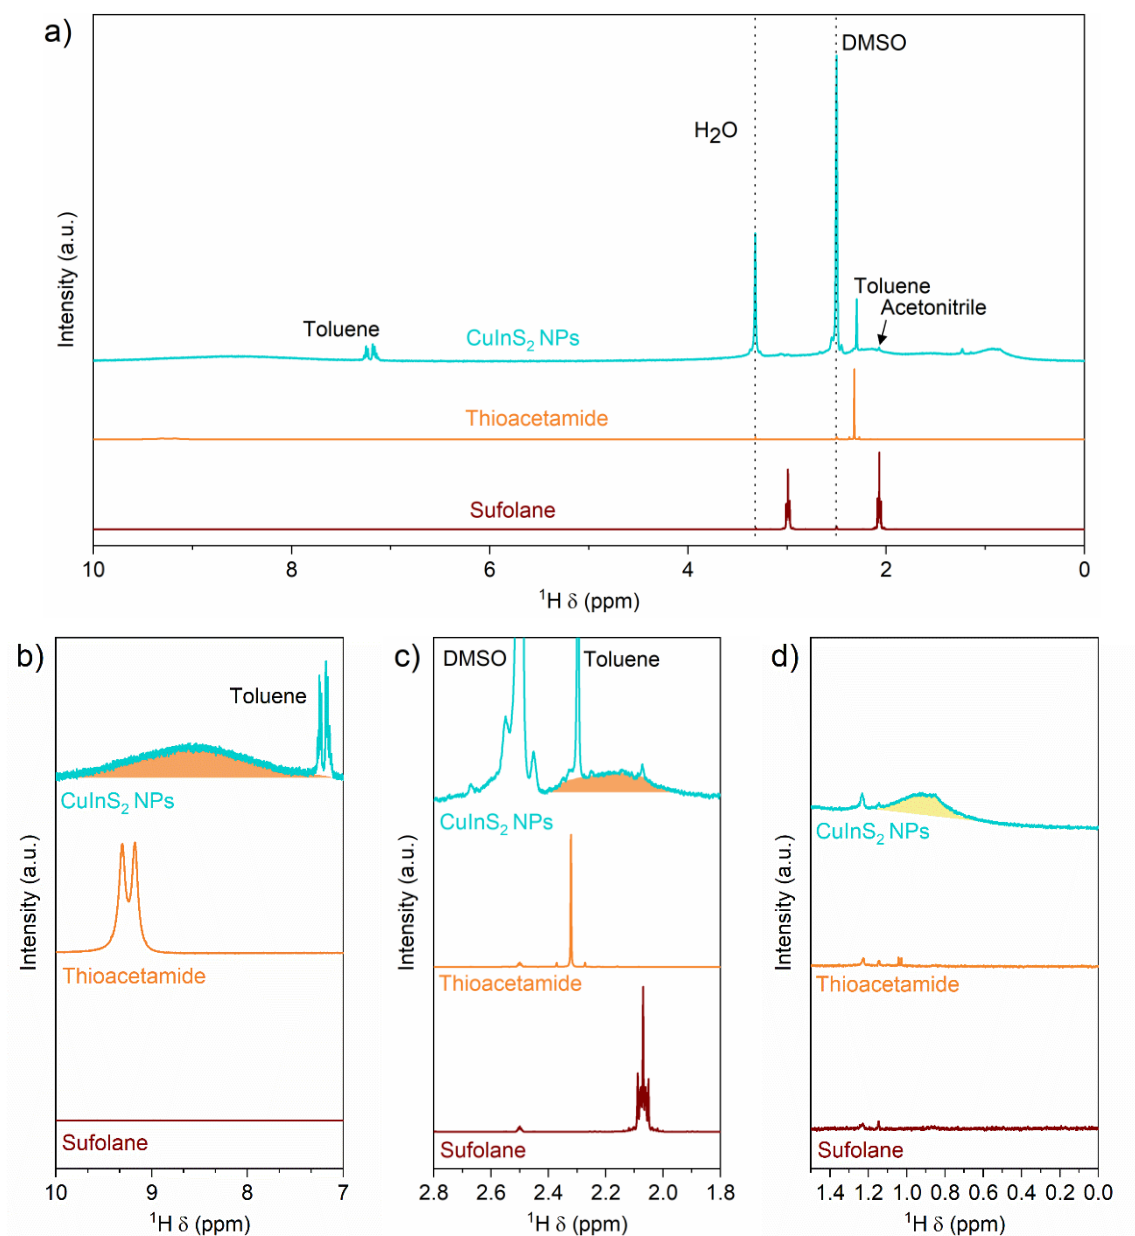 a)
DMSO
H2O
Toluene
Acetonitrile
Toluene
CuInS2 NPs
Thioacetamide
Sufolane
Intensity (a.u.)
10 8 6 4 2 0
1H δ (ppm)
b)
Toluene
CuInS2 NPs
Thioacetamide
Sufolane
Intensity (a.u.)
10 9 8 7
1H δ (ppm)
c)
DMSO
Toluene
CuInS2 NPs
Thioacetamide
Sufolane
Intensity (a.u.)
2.8 2.6 2.4 2.2 2.0 1.8
1H δ (ppm)
d)
CuInS2 NPs
Thioacetamide
Sufolane
Intensity (a.u.)
1.4 1.2 1.0 0.8 0.6 0.4 0.2 0.0
1H δ (ppm)